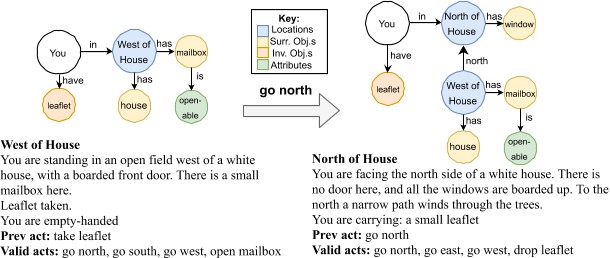 You
in
West of
House
has
mailbox
have
has
is
leaflet
house
open-
able
Key:
Locations
Surr. Obj.s
Inv. Obj.s
Attributes
go north
You
in
North of
House
has
window
have
north
leaflet
West of
House
has
mailbox
has
is
house
open-
able
West of House
You are standing in an open field west of a white
house, with a boarded front door. There is a small
mailbox here.
Leaflet taken.
You are empty-handed
Prev act: take leaflet
Valid acts: go north, go south, go west, open mailbox
North of House
You are facing the north side of a white house. There is
no door here, and all the windows are boarded up. To the
north a narrow path winds through the trees.
You are carrying: a small leaflet
Prev act: go north
Valid acts: go north, go east, go west, drop leaflet